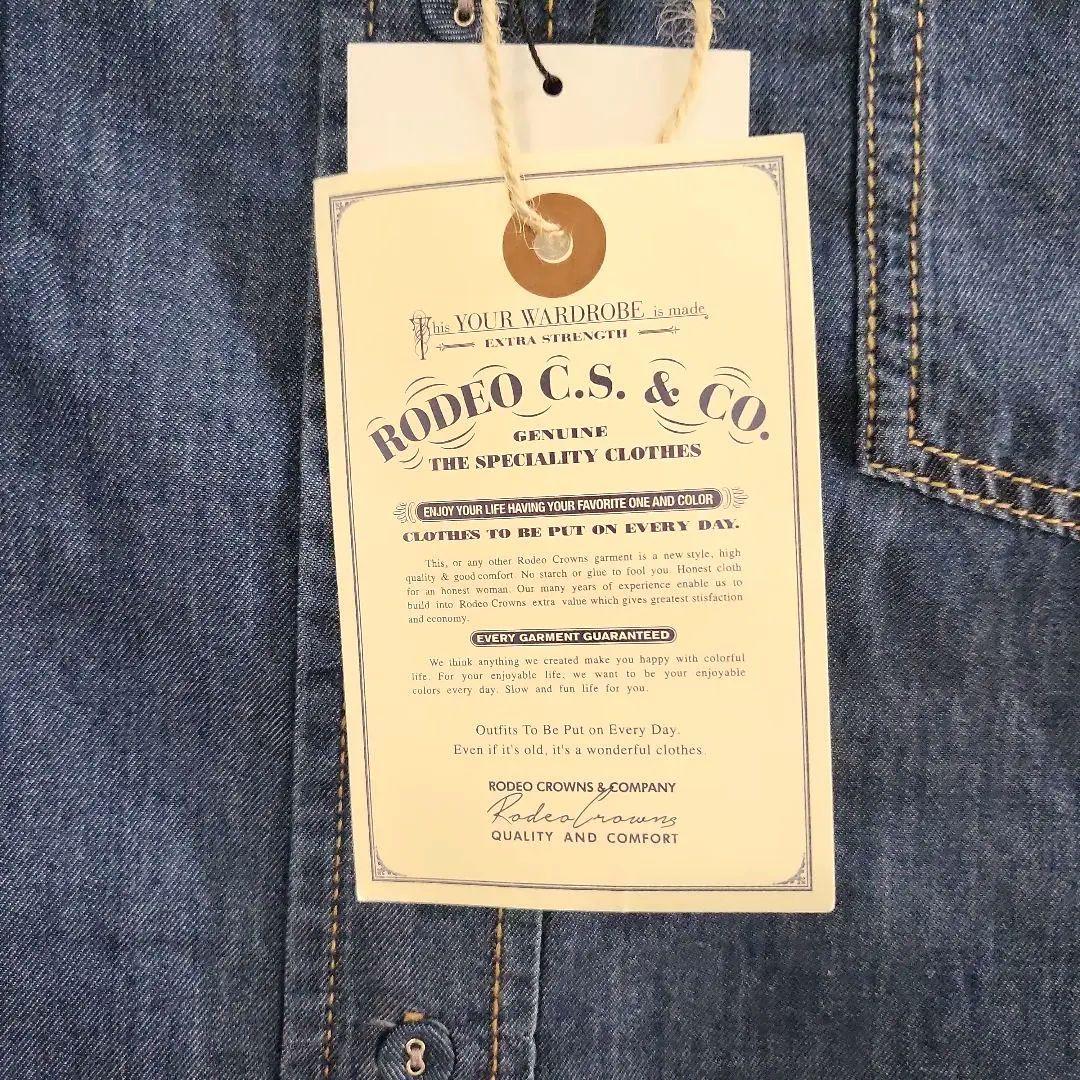 This YOUR WARDROBE is made
EXTRA STRENGTH
RODEO C.S. & CO.
GENUINE
THE SPECIALITY CLOTHES
ENJOY YOUR LIFE HAVING YOUR FAVORITE ONE AND COLOR
CLOTHES TO BE PUT ON EVERY DAY.
This, or any other Rodeo Crowns garment is a new style, high
quality & good comfort. No starch or glue to fool you. Honest cloth
for an honest woman. Our many years of experience enable us to
build into Rodeo Crowns extra value which gives greatest stisfaction
and economy.
EVERY GARMENT GUARANTEED
We think anything we created make you happy with colorful
life. For your enjoyable life, we want to be your enjoyable
colors every day. Slow and fun life for you.
Outfits To Be Put on Every Day.
Even if it's old, it's a wonderful clothes.
RODEO CROWNS & COMPANY
RodeoCrowns
QUALITY AND COMFORT